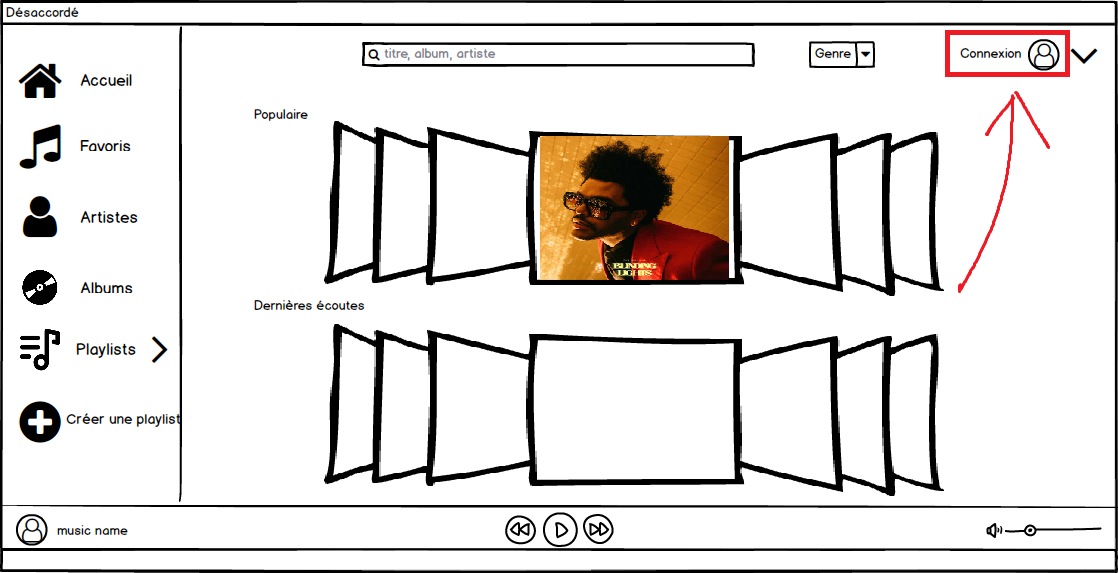 Désaccordé
titre, album, artiste
Genre
Connexion
Accueil
Favoris
Artistes
Albums
Playlists
Créer une playlist
Populaire
BLINDING
LIGHTS
Dernières écoutes
music name